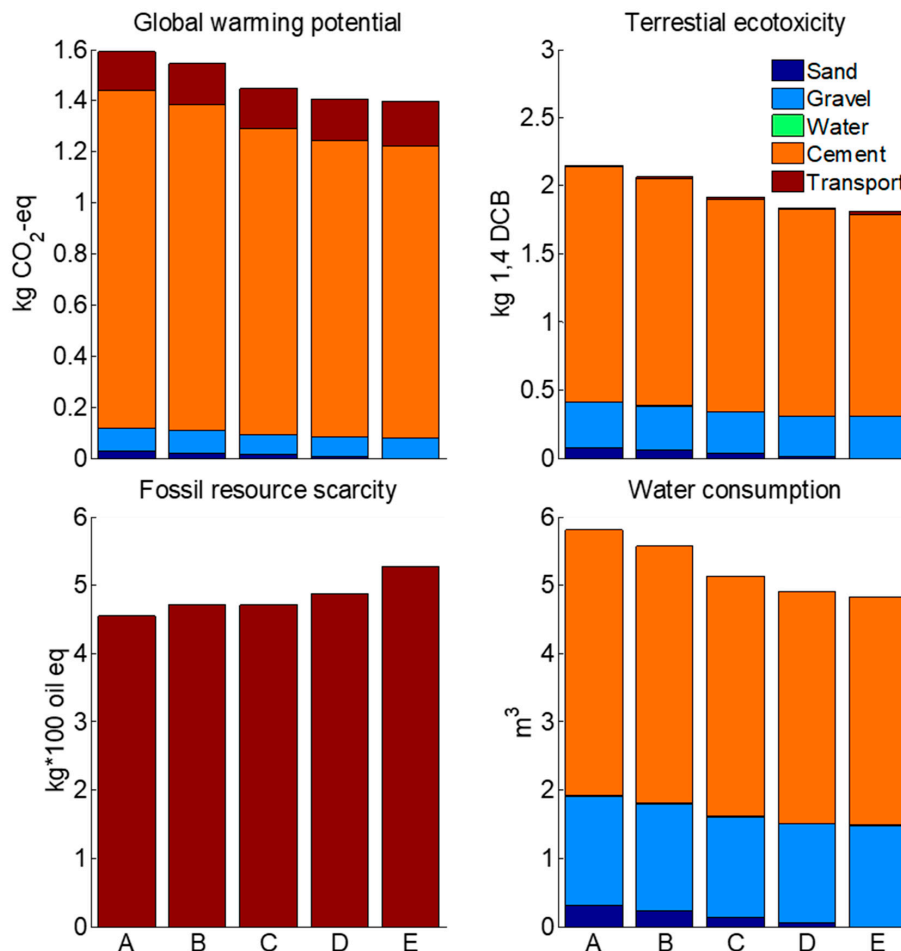 Global warming potential
kg CO₂-eq
1.6
1.4
1.2
1
0.8
0.6
0.4
0.2
0
Terrestial ecotoxicity
kg 1,4 DCB
3
2.5
2
1.5
1
0.5
0
Sand
Gravel
Water
Cement
Transport
Fossil resource scarcity
kg*100 oil eq
6
5
4
3
2
1
0
A B C D E
Water consumption
m³
6
5
4
3
2
1
0
A B C D E